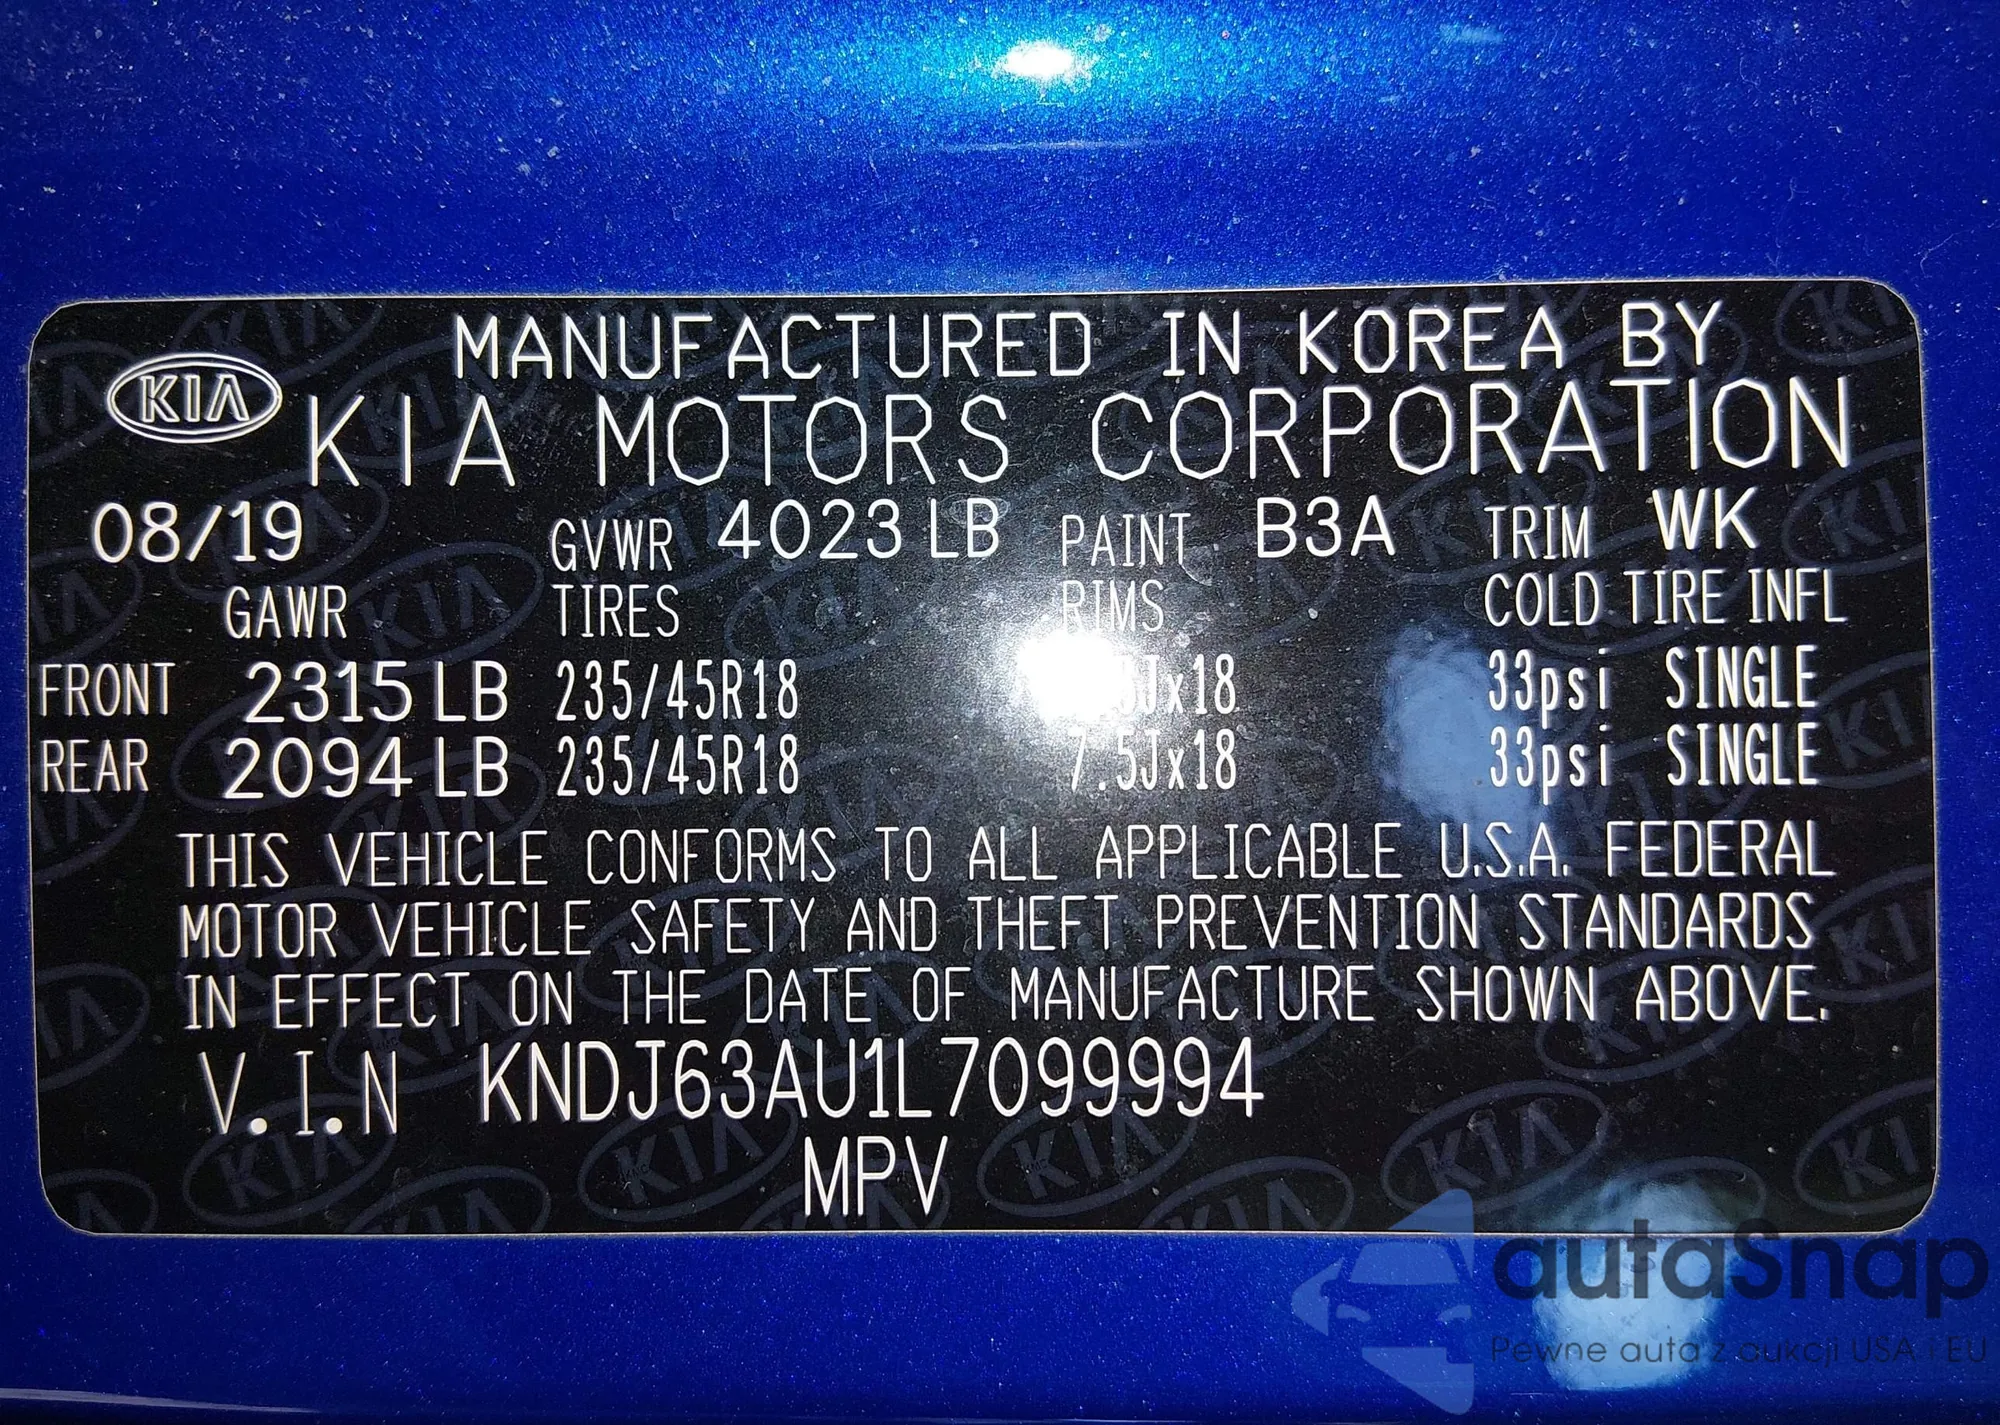 MANUFACTURED IN KOREA BY
KIA
KIA MOTORS CORPORATION
08/19 GVWR 4023 LB PAINT B3A TRIM WK
GAWR TIRES RIMS COLD TIRE INFL
FRONT 2315 LB 235/45R18 33psi SINGLE
REAR 2094 LB 235/45R18 7.5Jx18 33psi SINGLE
THIS VEHICLE CONFORMS TO ALL APPLICABLE U.S.A. FEDERAL
MOTOR VEHICLE SAFETY AND THEFT PREVENTION STANDARDS
IN EFFECT ON THE DATE OF MANUFACTURE SHOWN ABOVE.
V.I.N KNDJ63AU1L7099994
MPV
autaSnap
Pewne auta z aukcji USA i EU